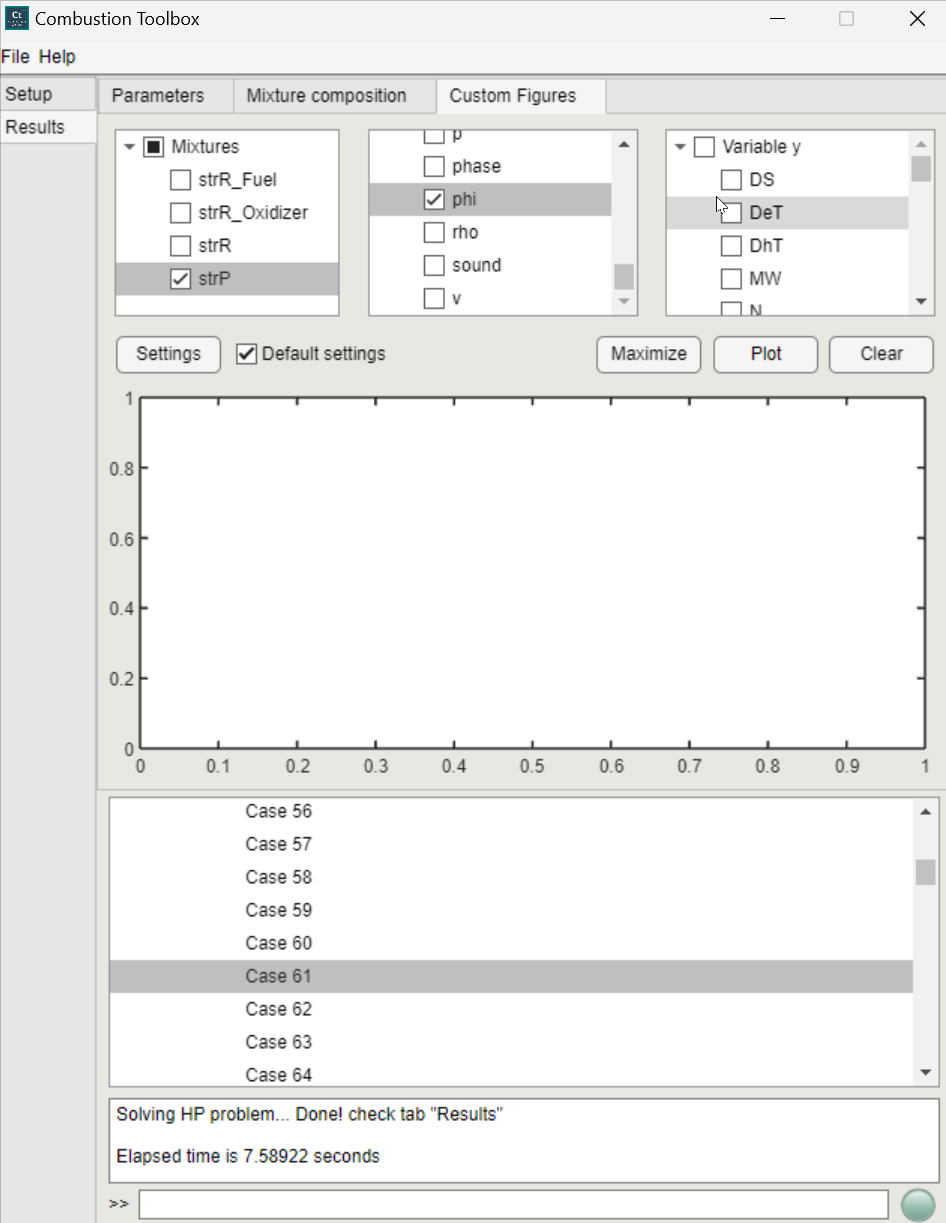 Ct
Combustion Toolbox
File Help
Setup
Results
Parameters Mixture composition Custom Figures
Mixtures
strR_Fuel
strR_Oxidizer
strR
strP
p
phase
phi
rho
sound
v
Variable y
DS
DeT
DhT
MW
N
Settings Default settings Maximize Plot Clear
1
0.8
0.6
0.4
0.2
0
0 0.1 0.2 0.3 0.4 0.5 0.6 0.7 0.8 0.9 1
Case 56
Case 57
Case 58
Case 59
Case 60
Case 61
Case 62
Case 63
Case 64
Solving HP problem... Done! check tab "Results"
Elapsed time is 7.58922 seconds
>>